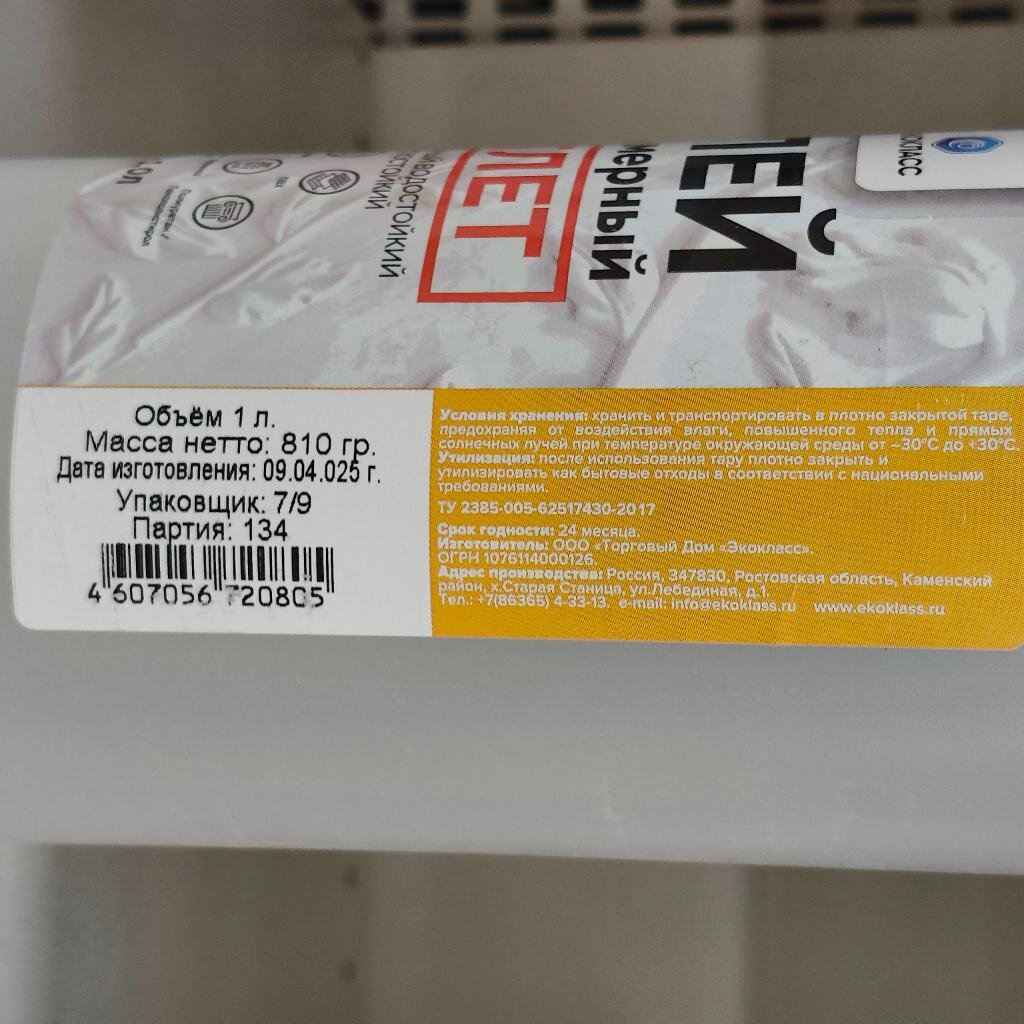 ЛЕЙ
мерный
ЛЕТ
ВОДОСТОЙКИЙ
Объём 1 л.
Масса нетто: 810 гр.
Дата изготовления: 09.04.025 г.
Упаковщик: 7/9
Партия: 134
4 607056 720805
Условия хранения: хранить и транспортировать в плотно закрытой таре,
предохраняя от воздействия влаги, повышенного тепла и прямых
солнечных лучей при температуре окружающей среды от –30°С до +30°С.
Утилизация: после использования тару плотно закрыть и
утилизировать как бытовые отходы в соответствии с национальными
требованиями.
ТУ 2385-005-62517430-2017
Срок годности: 24 месяца.
Изготовитель: ООО «Торговый Дом «Экокласс».
ОГРН 1076114000126.
Адрес производства: Россия, 347830, Ростовская область, Каменский
район, х.Старая Станица, ул.Лебединая, д.1.
Тел.: +7(86365) 4-33-13. e-mail: info@ekoklass.ru www.ekoklass.ru